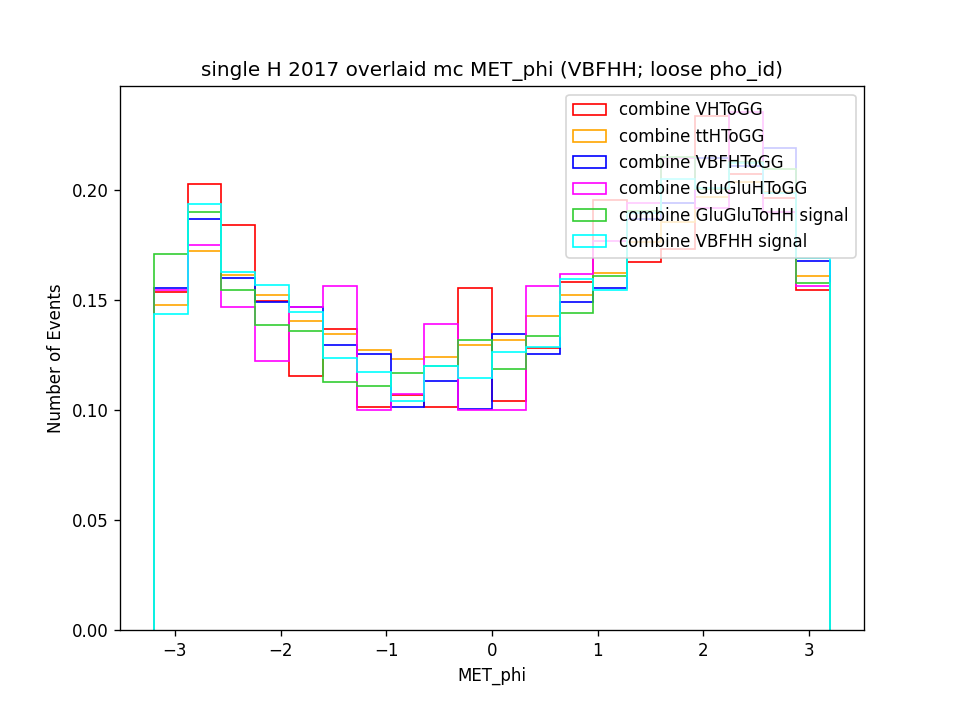 single H 2017 overlaid mc MET_phi (VBFHH; loose pho_id)
combine VHToGG
combine ttHToGG
combine VBFHToGG
combine GluGluHToGG
combine GluGluToHH signal
combine VBFHH signal
Number of Events
0.20
0.15
0.10
0.05
0.00
−3 −2 −1 0 1 2 3
MET_phi